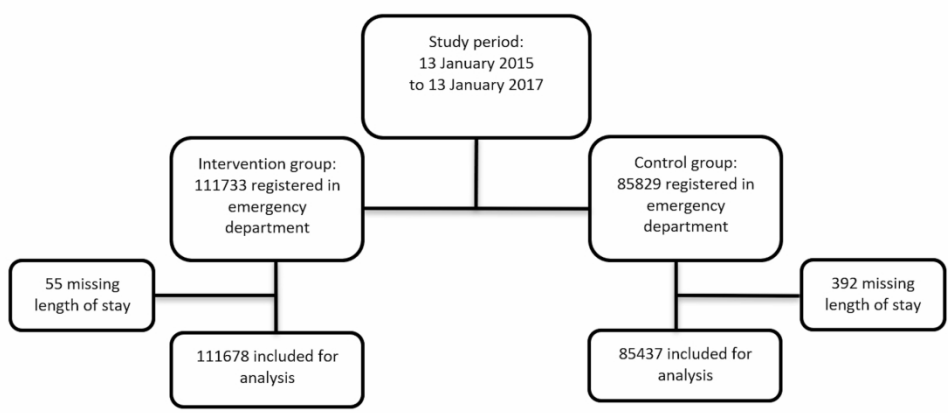 Study period:
13 January 2015
to 13 January 2017
Intervention group:
111733 registered in
emergency
department
Control group:
85829 registered in
emergency
department
55 missing
length of stay
392 missing
length of stay
111678 included for
analysis
85437 included for
analysis